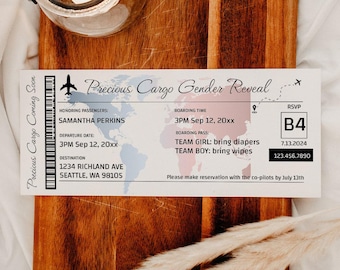 Precious Cargo Coming Soon
Precious Cargo Gender Reveal
HONORING PASSENGERS:
SAMANTHA PERKINS
DEPARTURE DATE:
3PM Sep 12, 20xx
DESTINATION
1234 RICHLAND AVE
SEATTLE, WA 98105
BOARDING TIME:
3PM Sep 12, 20xx
BOARDING PASS:
TEAM GIRL: bring diapers
TEAM BOY: bring wipes
Please make reservation with the co-pilots by July 13th
RSVP
B4
7.13.2024
123.456.7890